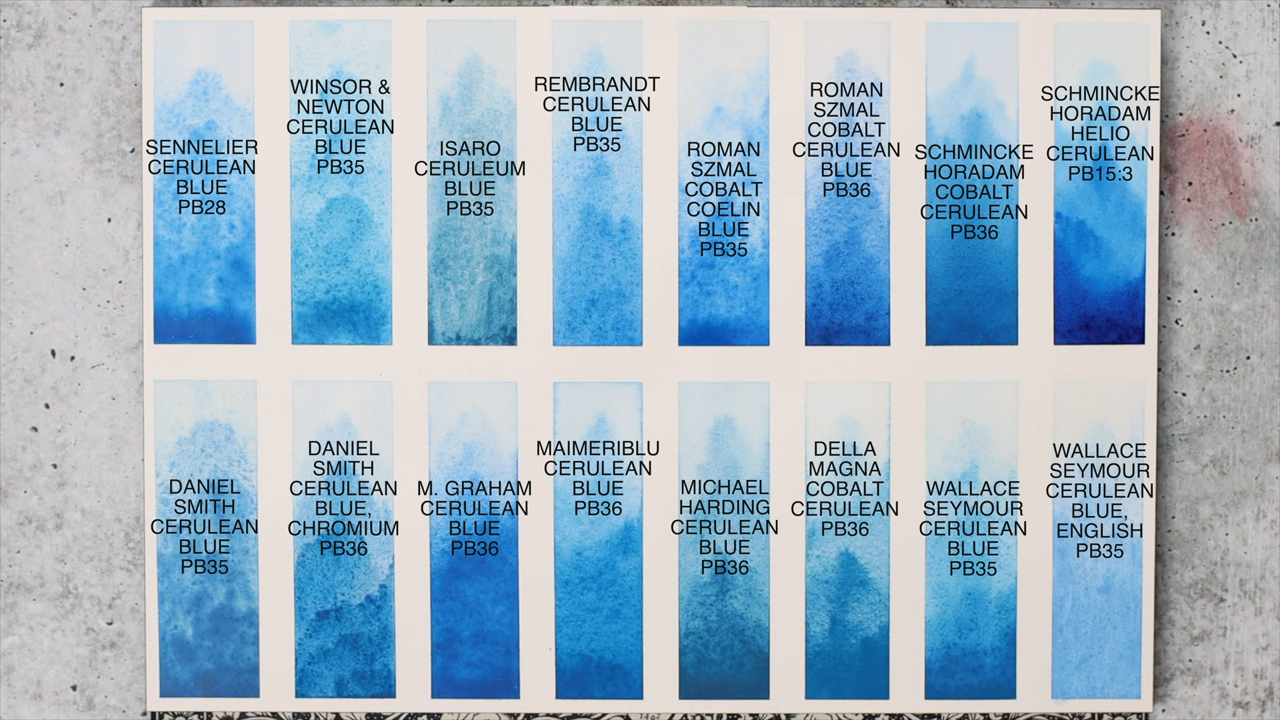 SENNELIER
CERULEAN
BLUE
PB28
WINSOR &
NEWTON
CERULEAN
BLUE
PB35
ISARO
CERULEUM
BLUE
PB35
REMBRANDT
CERULEAN
BLUE
PB35
ROMAN
SZMAL
COBALT
COELIN
BLUE
PB35
ROMAN
SZMAL
COBALT
CERULEAN
BLUE
PB36
SCHMINCKE
HORADAM
COBALT
CERULEAN
PB36
SCHMINCKE
HORADAM
HELIO
CERULEAN
PB15:3
DANIEL
SMITH
CERULEAN
BLUE
PB35
DANIEL
SMITH
CERULEAN
BLUE,
CHROMIUM
PB36
M. GRAHAM
CERULEAN
BLUE
PB36
MAIMERIBLU
CERULEAN
BLUE
PB36
MICHAEL
HARDING
CERULEAN
BLUE
PB36
DELLA
MAGNA
COBALT
CERULEAN
PB36
WALLACE
SEYMOUR
CERULEAN
BLUE
PB35
WALLACE
SEYMOUR
CERULEAN
BLUE,
ENGLISH
PB35